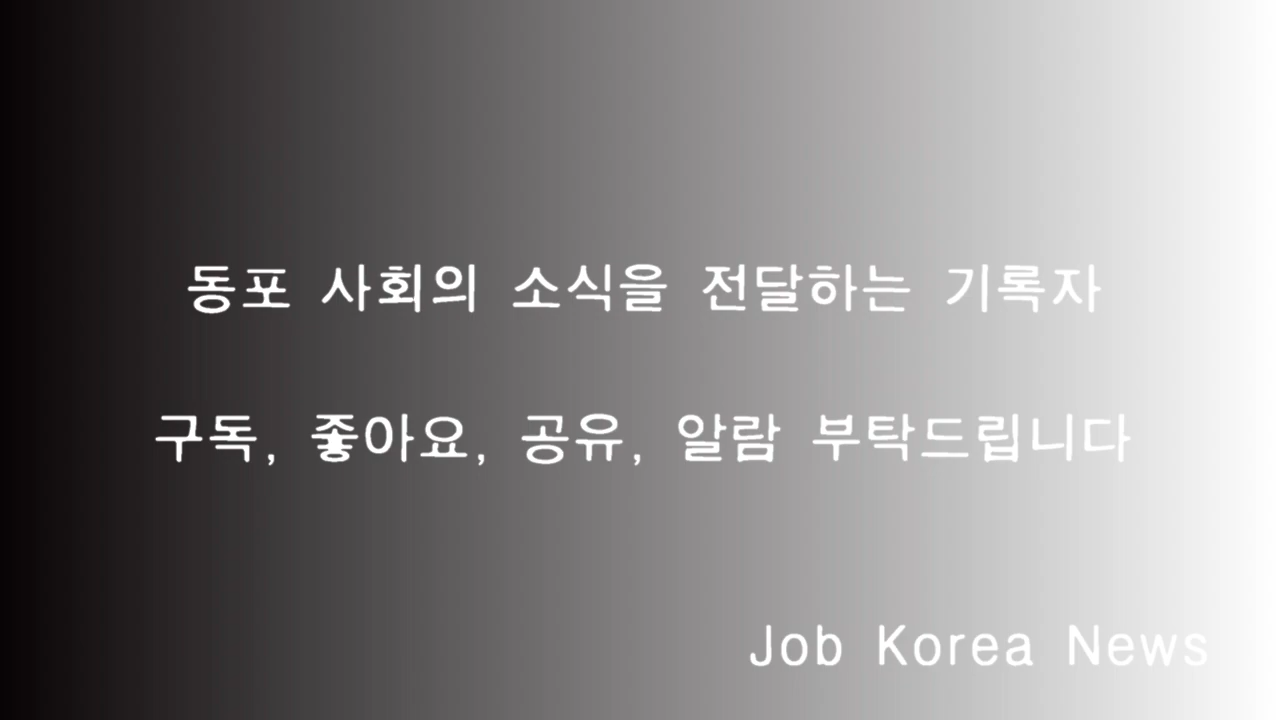 동포 사회의 소식을 전달하는 기록자
구독, 좋아요, 공유, 알람 부탁드립니다
Job Korea News